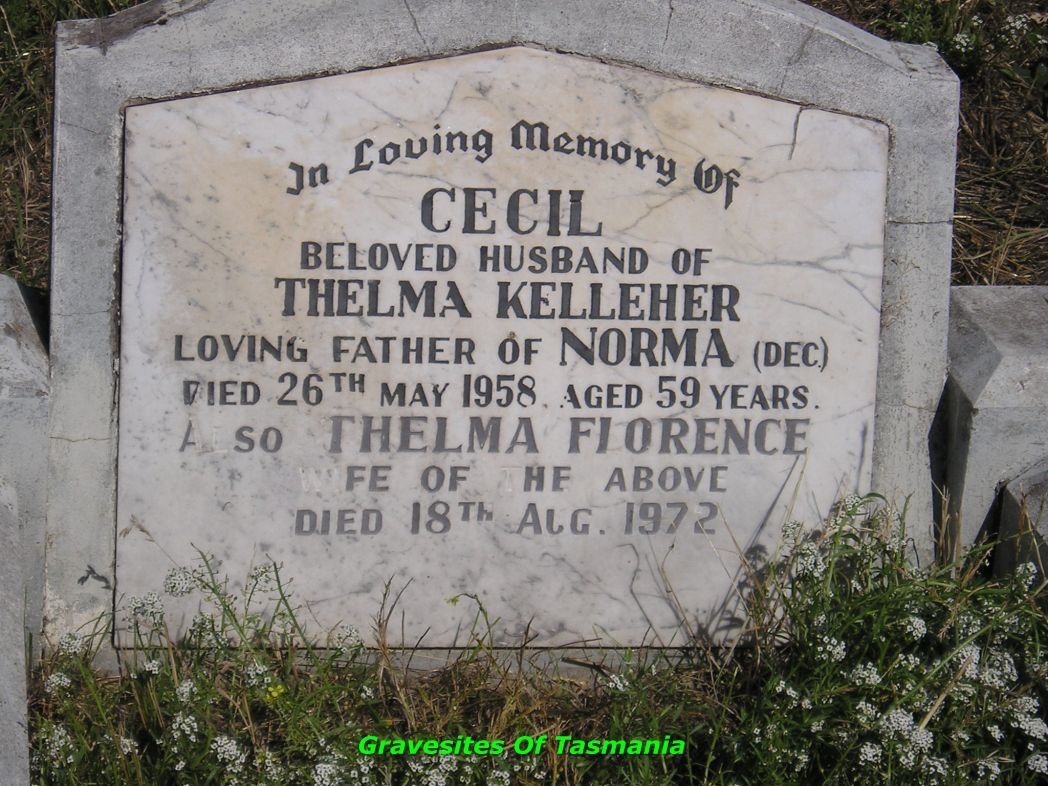 In Loving Memory Of
CECIL
BELOVED HUSBAND OF
THELMA KELLEHER
LOVING FATHER OF NORMA (DEC.)
DIED 26TH MAY 1958. AGED 59 YEARS.
ALSO THELMA FLORENCE
WIFE OF THE ABOVE
DIED 18Th AUG. 1972
Gravesites Of Tasmania